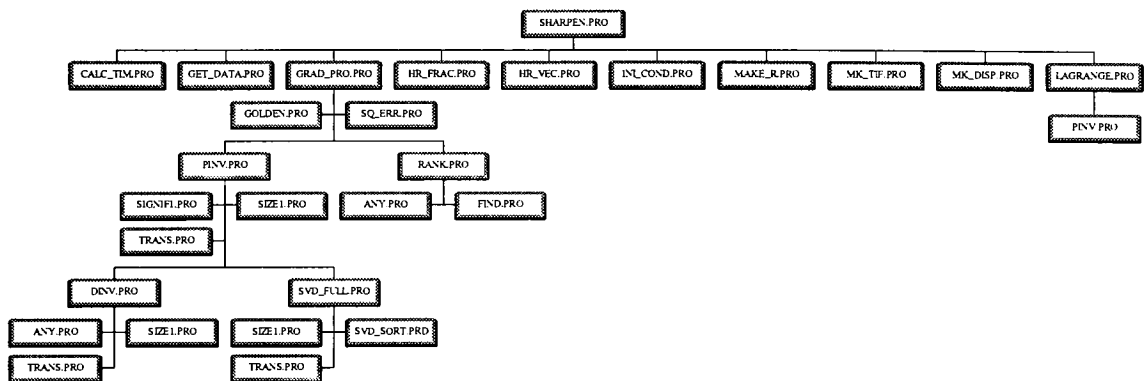 SHARPEN.PRO
CALC_TIM.PRO GET_DATA.PRO GRAD_PRO.PRO HR_FRAC.PRO HR_VEC.PRO INI_COND.PRO MAKE_R.PRO MK_TIF.PRO MK_DISP.PRO LAGRANGE.PRO
GOLDEN.PRO SQ_ERR.PRO PINV.PRO
PINV.PRO RANK.PRO
SIGNIF1.PRO SIZE1.PRO ANY.PRO FIND.PRO
TRANS.PRO
DINV.PRO SVD_FULL.PRO
ANY.PRO SIZE1.PRO SIZE1.PRO SVD_SORT.PRD
TRANS.PRO TRANS.PRO